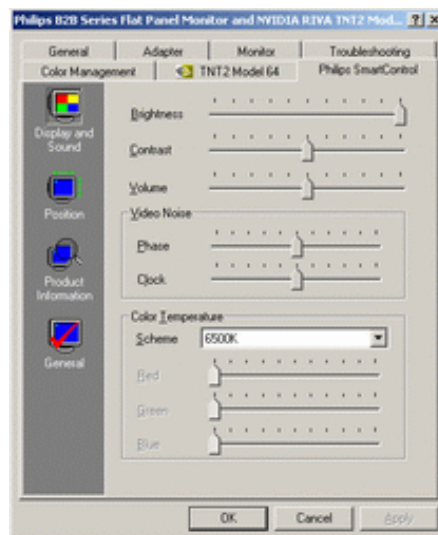 Philips B2B Series Flat Panel Monitor and NVIDIA RIVA TNT2 Mod...
General Adapter Monitor Troubleshooting
Color Management TNT2 Model 64 Philips SmartControl
Display and
Sound
Position
Product
Information
General
Brightness
Contrast
Volume
Video Noise
Phase
Clock
Color Temperature
Scheme 6500K
Red
Green
Blue
OK Cancel Apply